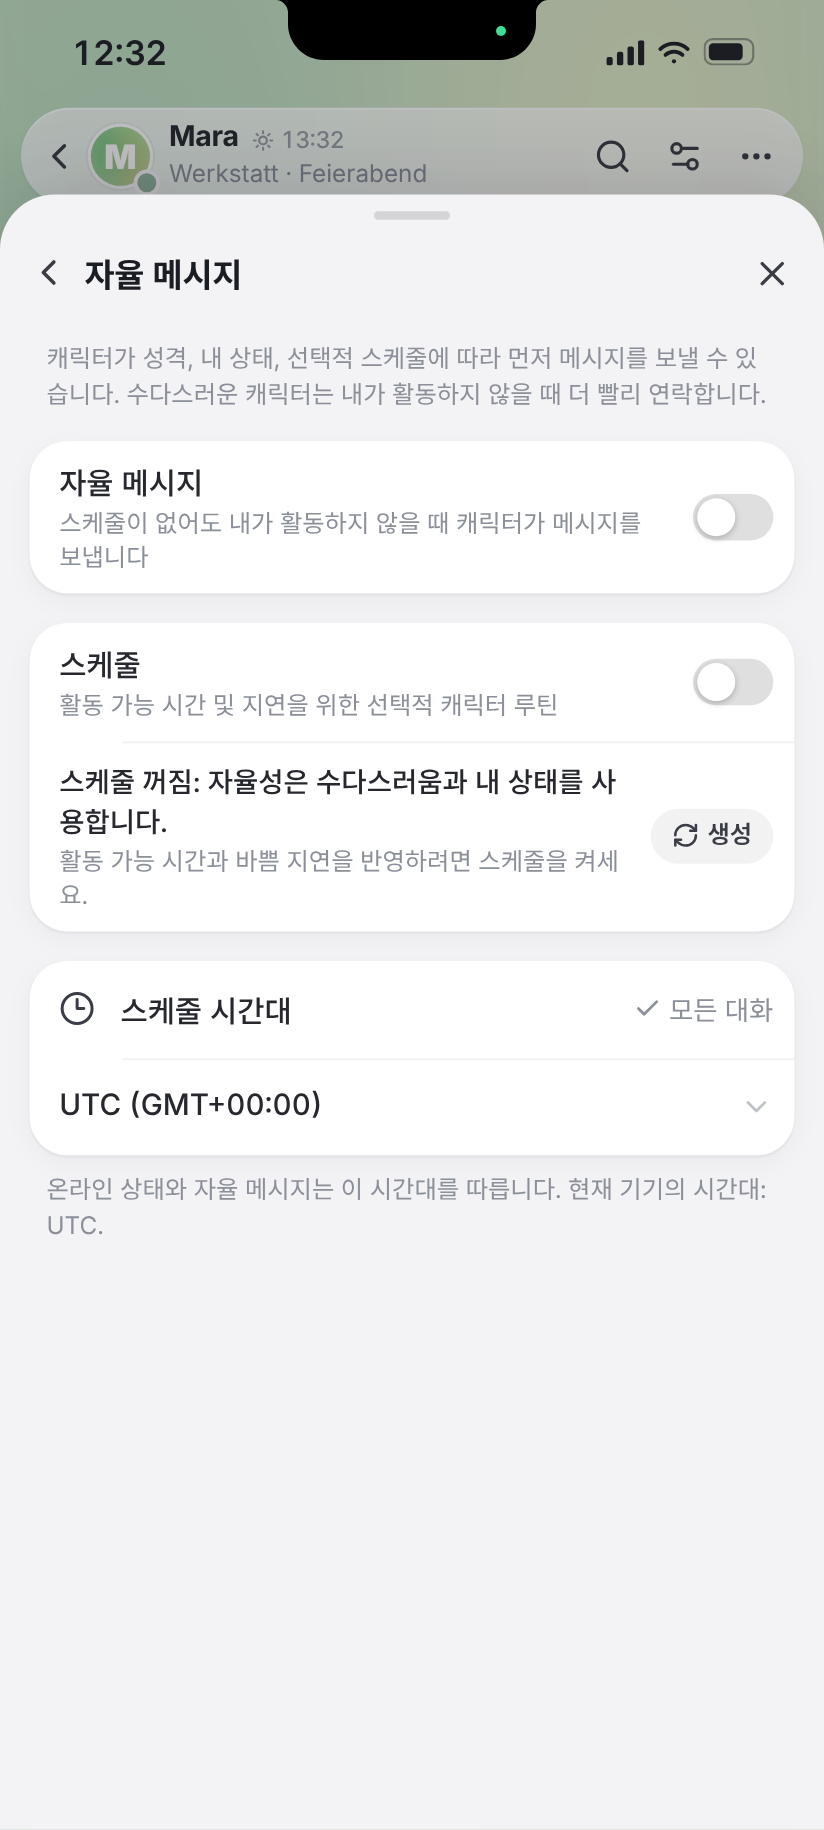 12:32
M
Mara 13:32
Werkstatt · Feierabend
자율 메시지
캐릭터가 성격, 내 상태, 선택적 스케줄에 따라 먼저 메시지를 보낼 수 있
습니다. 수다스러운 캐릭터는 내가 활동하지 않을 때 더 빨리 연락합니다.
자율 메시지
스케줄이 없어도 내가 활동하지 않을 때 캐릭터가 메시지를
보냅니다
스케줄
활동 가능 시간 및 지연을 위한 선택적 캐릭터 루틴
스케줄 꺼짐: 자율성은 수다스러움과 내 상태를 사
용합니다.
활동 가능 시간과 바쁨 지연을 반영하려면 스케줄을 켜세
요.
생성
스케줄 시간대
모든 대화
UTC (GMT+00:00)
온라인 상태와 자율 메시지는 이 시간대를 따릅니다. 현재 기기의 시간대:
UTC.